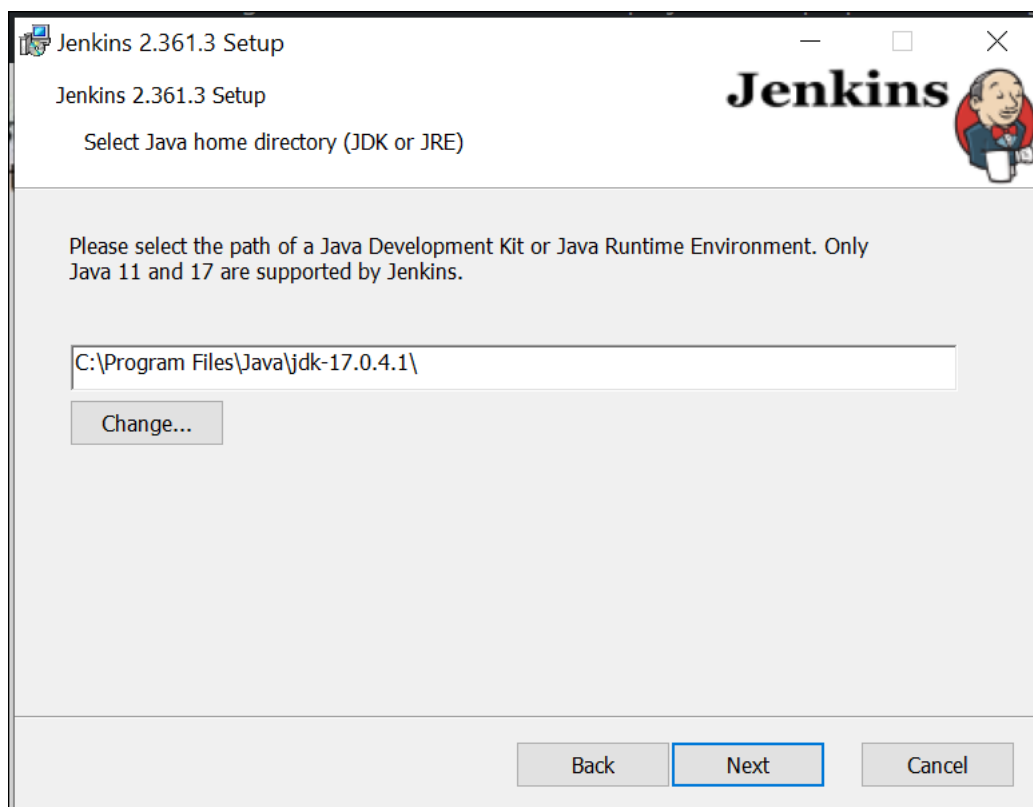 Jenkins 2.361.3 Setup
Jenkins 2.361.3 Setup
Jenkins
Select Java home directory (JDK or JRE)
Please select the path of a Java Development Kit or Java Runtime Environment. Only
Java 11 and 17 are supported by Jenkins.
C:\Program Files\Java\jdk-17.0.4.1\
Change...
Back
Next
Cancel